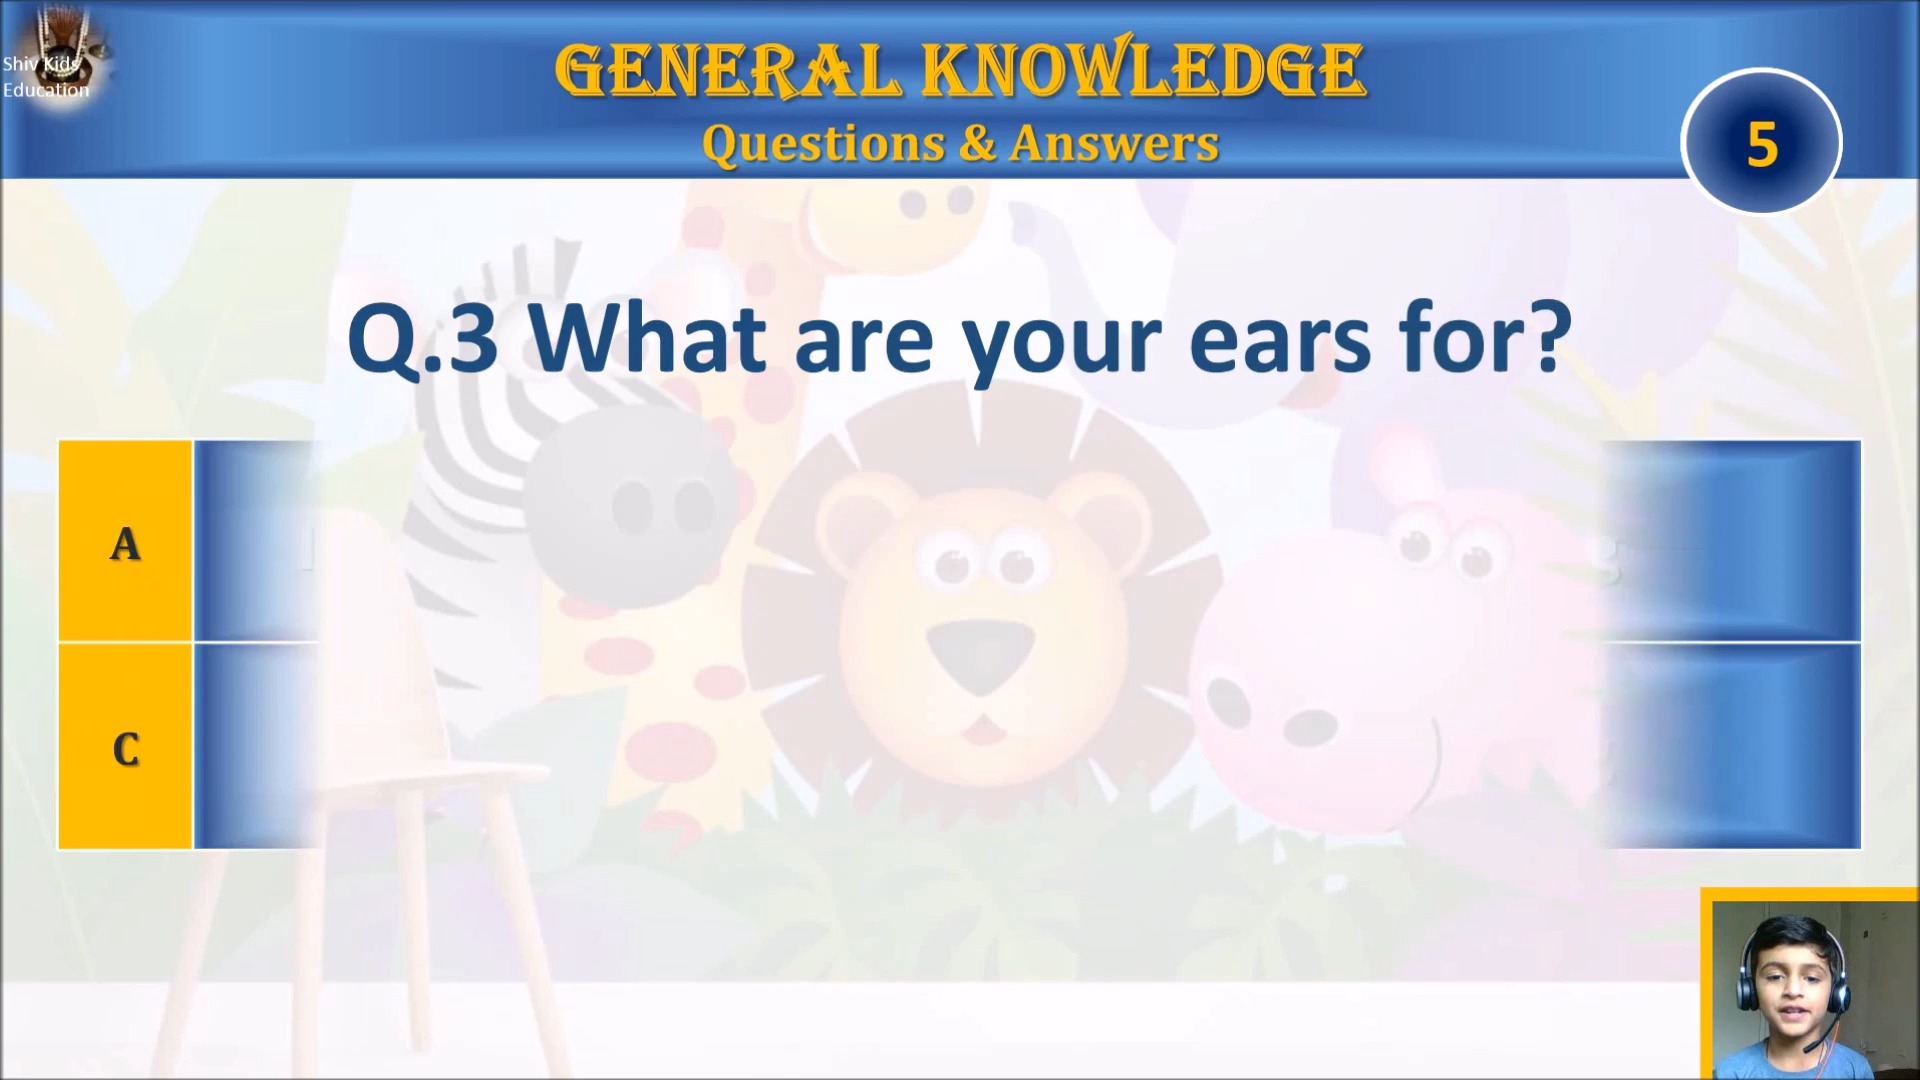 Shiv Kids
Education
GENERAL KNOWLEDGE
Questions & Answers
5
Q.3 What are your ears for?
A
C